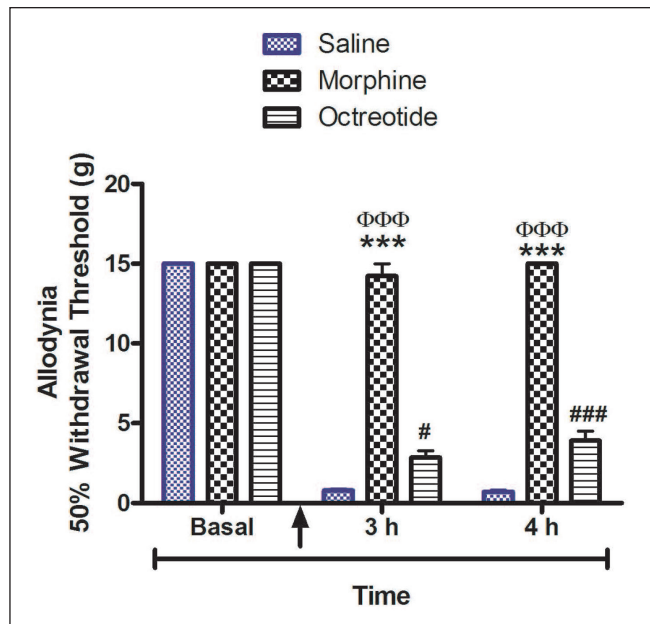 Saline
Morphine
Octreotide
Allodynia
50% Withdrawal Threshold (g)
20
15
10
5
0
ΦΦΦ
***
ΦΦΦ
***
#
###
Basal
3 h
4 h
Time